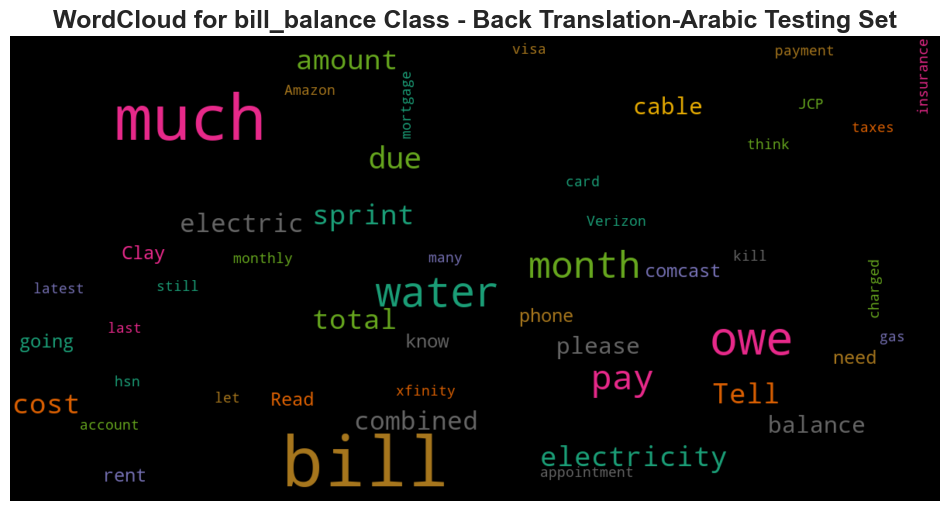 WordCloud for bill_balance Class - Back Translation-Arabic Testing Set
visa
payment
amount
insurance
Amazon
mortgage
much
cable
JCP
taxes
think
due
card
sprint
electric
Verizon
Clay
monthly
many
kill
month
comcast
charged
latest
still
water
total
phone
last
going
know
please
owe
gas
need
hsn
pay
xfinity
Tell
cost
let
Read
account
combined
balance
bill
electricity
rent
appointment